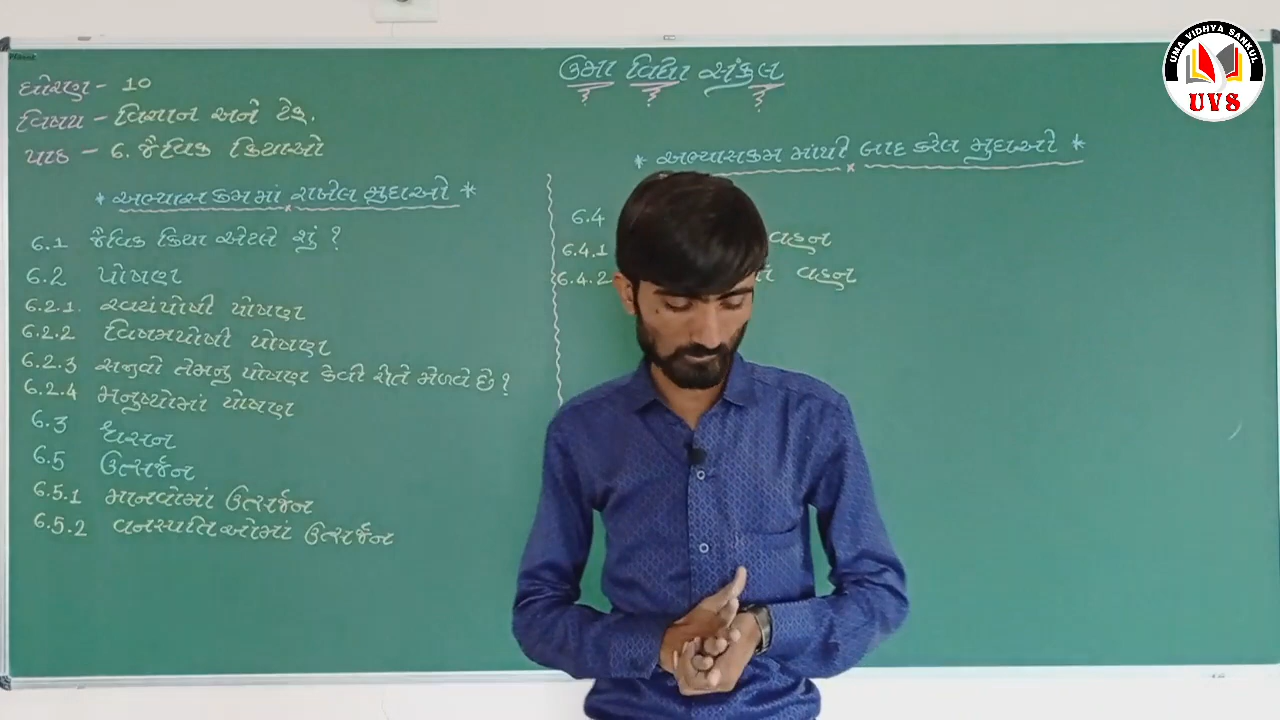 ઉમા વિદ્યા સંકુલ
UMA VIDHYA SANKUL
UVS
ધોરણ - 10
વિષય - વિજ્ઞાન અને ટેક.
પાઠ - 6. જૈવિક ક્રિયાઓ
* અભ્યાસક્રમમાં રાખેલ મુદ્દાઓ *
6.1 જૈવિક ક્રિયા એટલે શું ?
6.2 પોષણ
6.2.1. સ્વયંપોષી પોષણ
6.2.2 વિષમપોષી પોષણ
6.2.3 સજીવો તેમનુ પોષણ કેવી રીતે મેળવે છે ?
6.2.4 મનુષ્યોમાં પોષણ
6.3 શ્વસન
6.5 ઉત્સર્જન
6.5.1 માનવોમાં ઉત્સર્જન
6.5.2 વનસ્પતિઓમાં ઉત્સર્જન
* અભ્યાસક્રમ માંથી બાદ કરેલ મુદ્દાઓ *
6.4
6.4.1 વહન
6.4.2 વહન